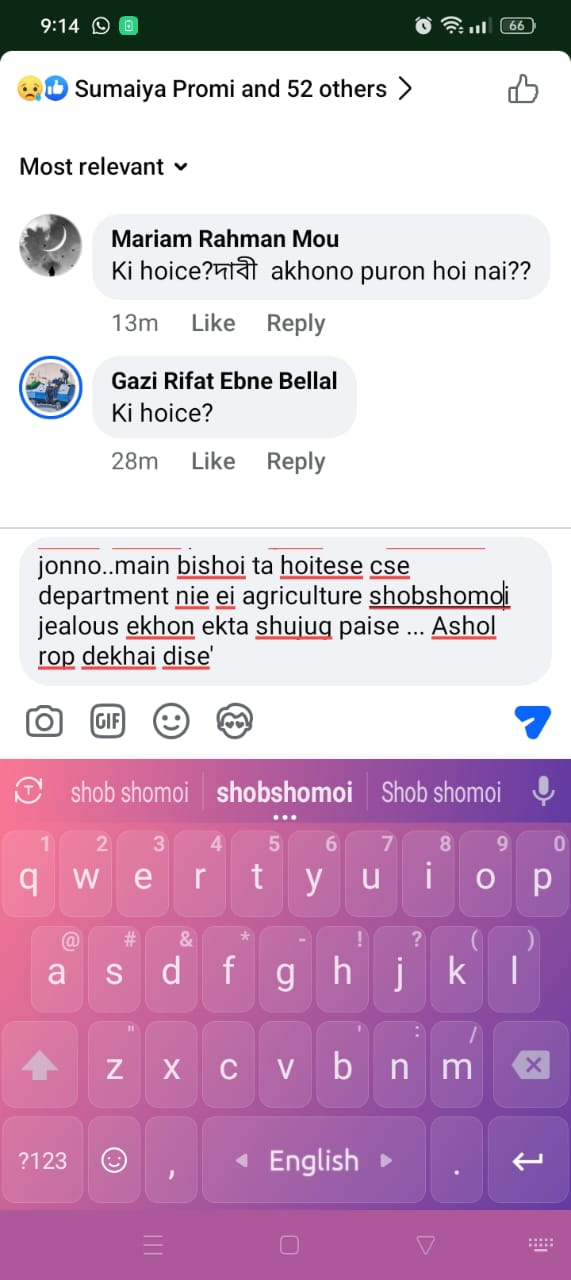 9:14
66
Sumaiya Promi and 52 others
Most relevant
Mariam Rahman Mou
Ki hoice?দাবী akhono puron hoi nai??
13m Like Reply
Gazi Rifat Ebne Bellal
Ki hoice?
28m Like Reply
jonno..main bishoi ta hoitese cse
department nie ei agriculture shobshomoi
jealous ekhon ekta shujuq paise ... Ashol
rop dekhai dise'
GIF
T shob shomoi shobshomoi Shob shomoi
1 2 3 4 5 6 7 8 9 0
q w e r t y u i o p
@ # & * - ! ? ( )
a s d f g h j k l
" ' : /
z x c v b n m
?123 , English .